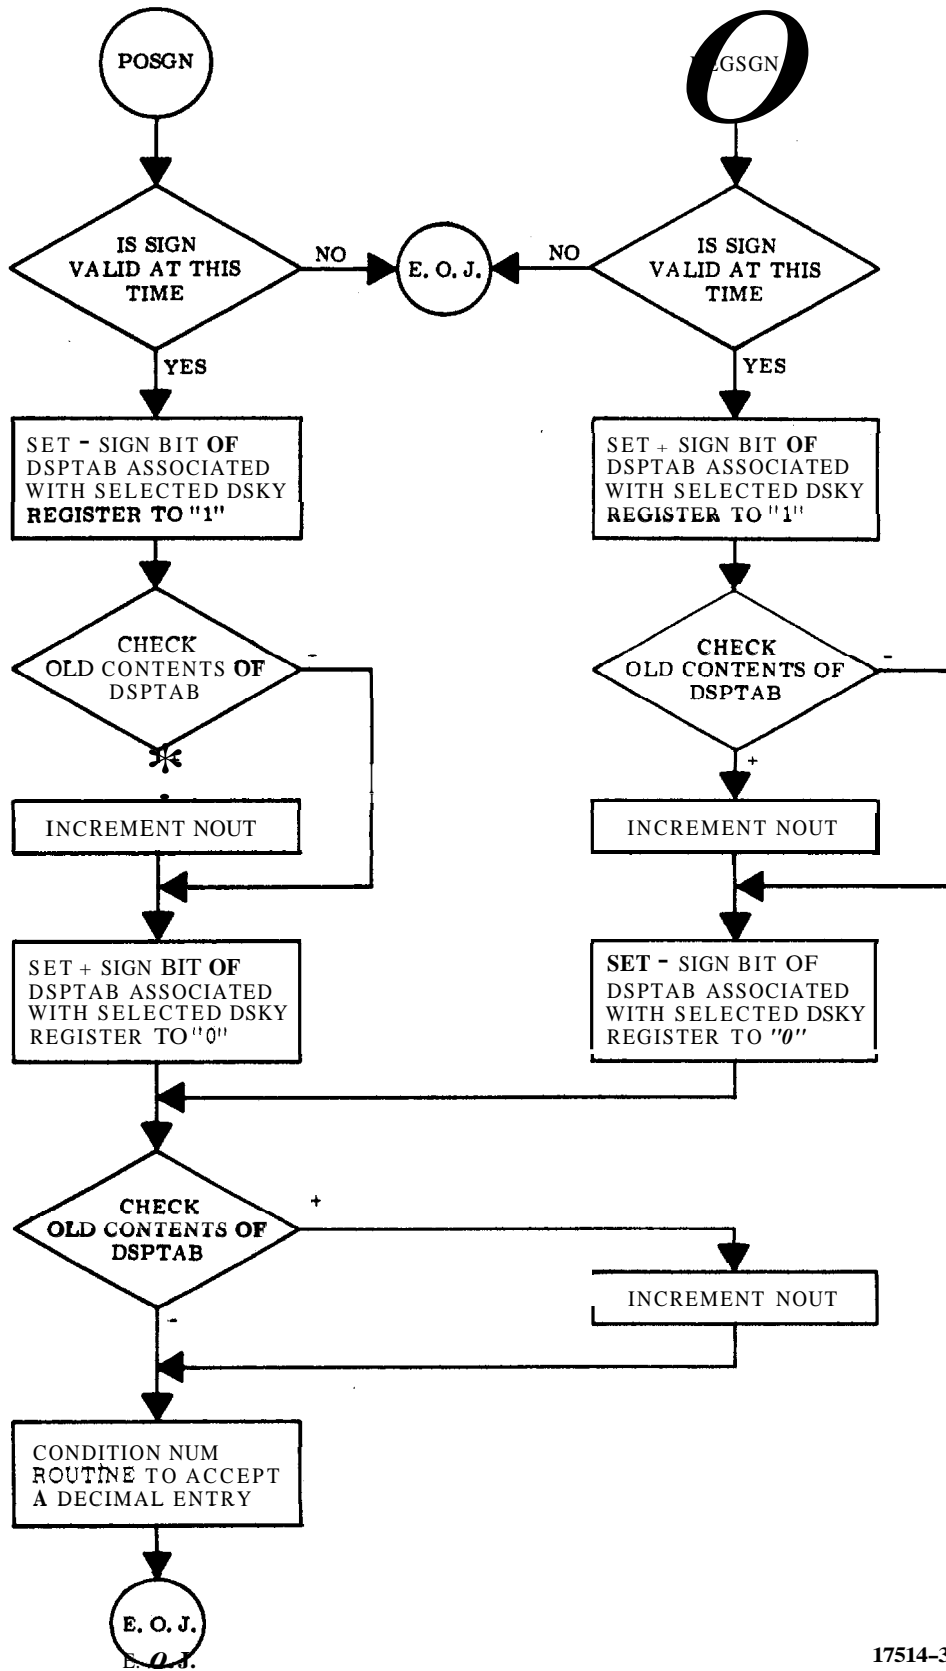 POSGN
GSGN
IS SIGN
VALID AT THIS
TIME
NO
E. O. J.
NO
IS SIGN
VALID AT THIS
TIME
YES
YES
SET - SIGN BIT OF
DSPTAB ASSOCIATED
WITH SELECTED DSKY
REGISTER TO "1"
SET + SIGN BIT OF
DSPTAB ASSOCIATED
WITH SELECTED DSKY
REGISTER TO "1"
CHECK
OLD CONTENTS OF
DSPTAB
-
CHECK
OLD CONTENTS OF
DSPTAB
-
+
INCREMENT NOUT
INCREMENT NOUT
SET + SIGN BIT OF
DSPTAB ASSOCIATED
WITH SELECTED DSKY
REGISTER TO "0"
SET - SIGN BIT OF
DSPTAB ASSOCIATED
WITH SELECTED DSKY
REGISTER TO "0"
CHECK
OLD CONTENTS OF
DSPTAB
+
-
INCREMENT NOUT
CONDITION NUM
ROUTINE TO ACCEPT
A DECIMAL ENTRY
E. O. J.
E. O. J.
17514-3